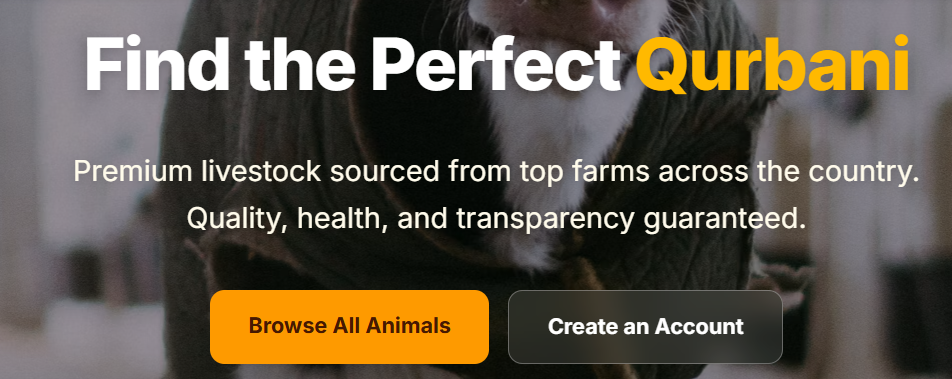 Find the Perfect Qurbani
Premium livestock sourced from top farms across the country.
Quality, health, and transparency guaranteed.
Browse All Animals
Create an Account